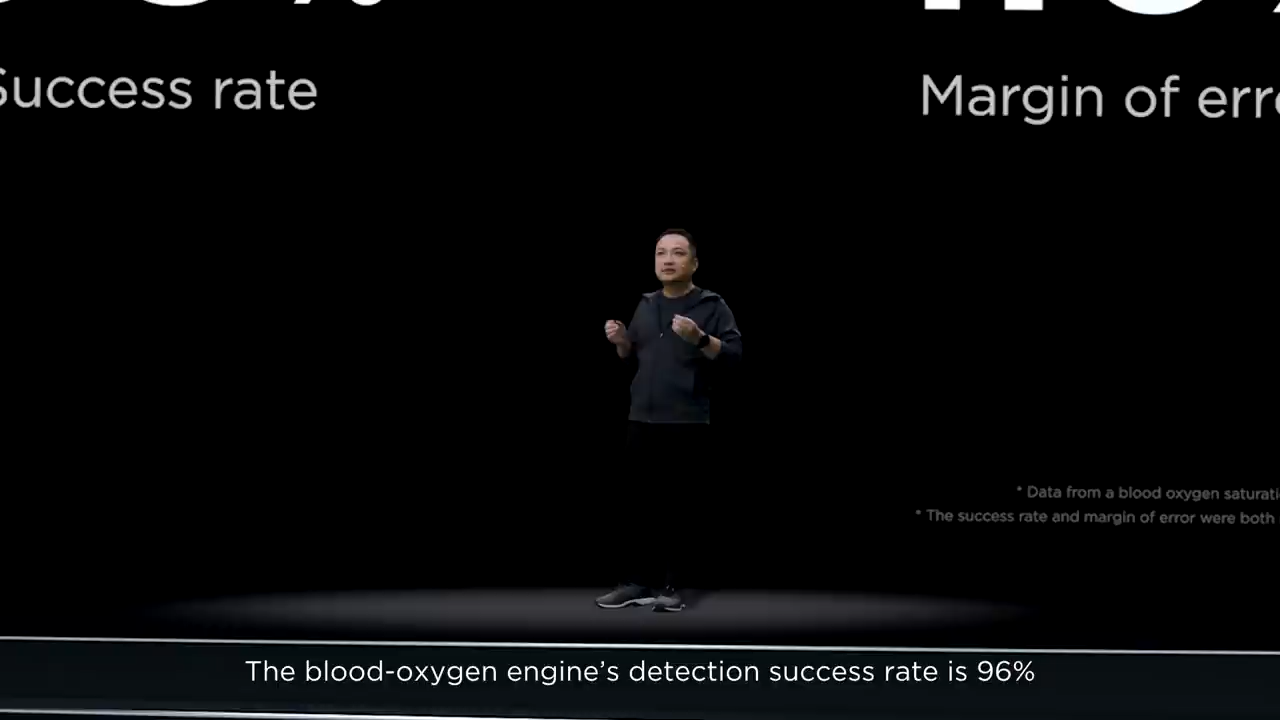 Success rate
Margin of erro
* Data from a blood oxygen saturati
* The success rate and margin of error were both
The blood-oxygen engine’s detection success rate is 96%